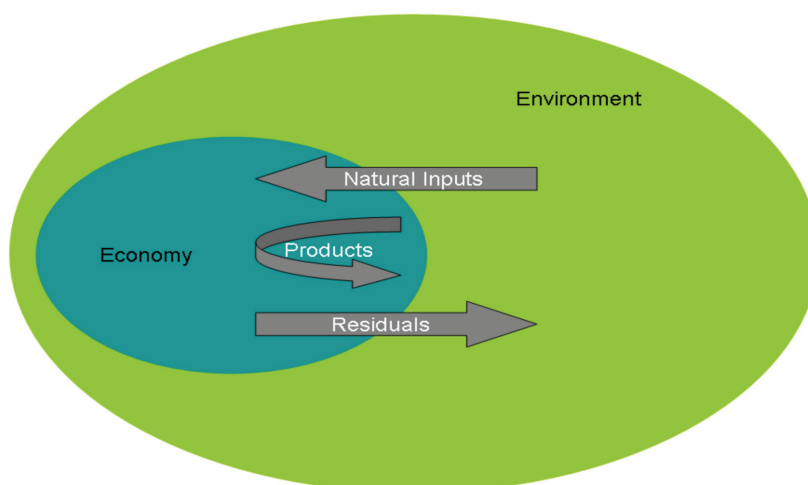 Environment
Natural Inputs
Economy
Products
Residuals